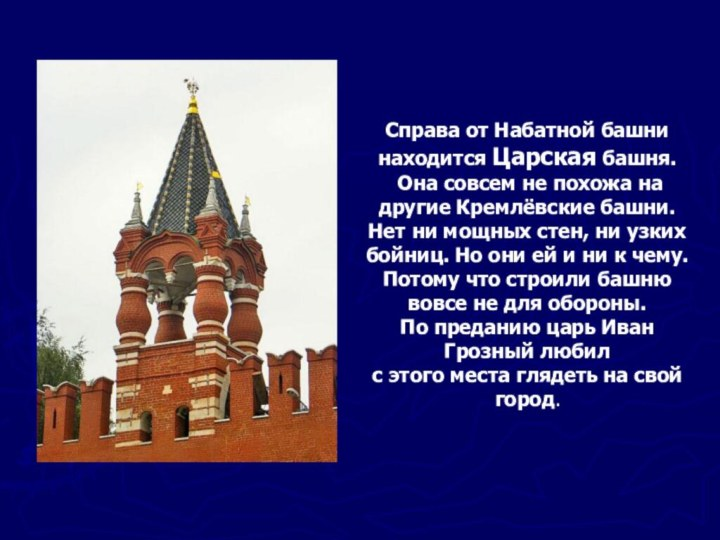 Справа от Набатной башни
находится Царская башня.
Она совсем не похожа на
другие Кремлёвские башни.
Нет ни мощных стен, ни узких
бойниц. Но они ей и ни к чему.
Потому что строили башню
вовсе не для обороны.
По преданию царь Иван
Грозный любил
с этого места глядеть на свой
город.